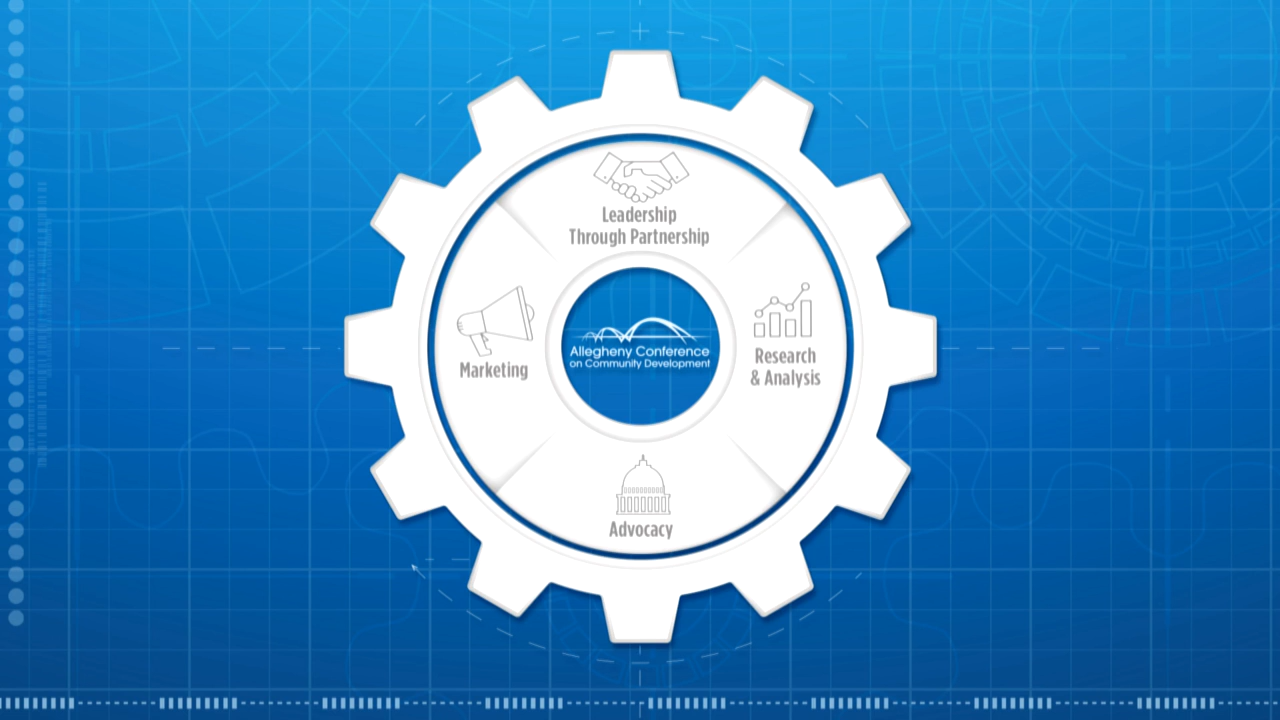 Leadership
Through Partnership
Marketing
Allegheny Conference
on Community Development
Research
& Analysis
Advocacy